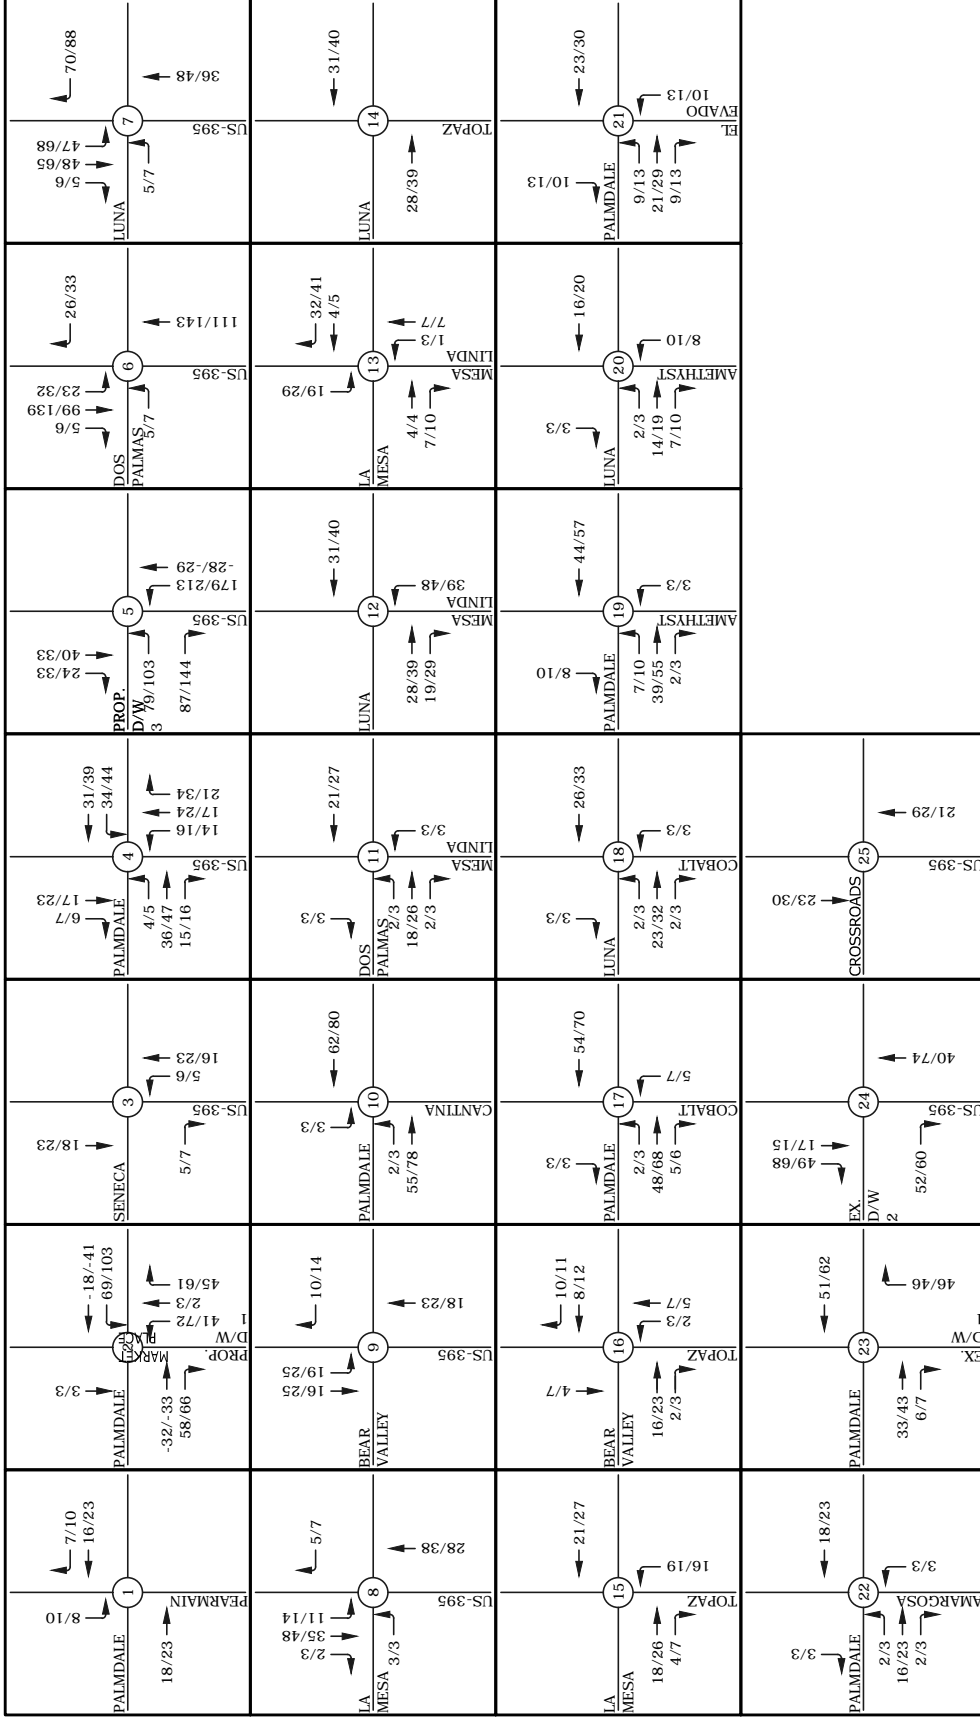 1
PALMDALE
PEARMAIN
8/10
7/10
16/23
18/23
2
PALMDALE
MARKET
PLACE
PROP.
D/W
1
3/3
-18/-41
69/103
45/61
2/3
41/72
-32/-33
58/66
3
SENECA
US-395
18/23
16/23
5/6
5/7
4
PALMDALE
US-395
6/7
17/23
31/39
34/44
21/34
17/24
14/16
4/5
36/47
15/16
5
PROP.
D/W
3
US-395
24/33
40/33
-28/-29
179/213
79/103
87/144
6
DOS
PALMAS
US-395
5/6
99/139
23/32
26/33
111/143
5/7
7
LUNA
US-395
5/6
48/65
47/68
70/88
36/48
5/7
8
LA
MESA
US-395
2/3
35/48
11/14
5/7
28/38
3/3
9
BEAR
VALLEY
US-395
16/25
19/25
10/14
18/23
10
PALMDALE
CANTINA
3/3
62/80
2/3
55/78
11
DOS
PALMAS
MESA
LINDA
3/3
21/27
3/3
2/3
18/26
2/3
12
LUNA
MESA
LINDA
31/40
39/48
28/39
19/29
13
LA
MESA
MESA
LINDA
19/29
32/41
4/5
7/7
1/3
4/4
7/10
14
LUNA
TOPAZ
31/40
28/39
15
LA
MESA
TOPAZ
21/27
16/19
18/26
4/7
16
BEAR
VALLEY
TOPAZ
4/7
10/11
8/12
5/7
2/3
16/23
2/3
17
PALMDALE
COBALT
3/3
54/70
5/7
2/3
48/68
5/6
18
LUNA
COBALT
3/3
26/33
3/3
2/3
23/32
2/3
19
PALMDALE
AMETHYST
8/10
44/57
3/3
7/10
39/55
2/3
20
LUNA
AMETHYST
3/3
16/20
8/10
2/3
14/19
7/10
21
PALMDALE
EL
EVADO
10/13
23/30
10/13
9/13
21/29
9/13
22
PALMDALE
AMARGOSA
3/3
18/23
3/3
2/3
16/23
2/3
23
PALMDALE
EX.
D/W
1
51/62
46/46
33/43
6/7
24
EX.
D/W
2
US-395
49/68
17/15
40/74
52/60
25
CROSSROADS
US-395
23/30
21/29